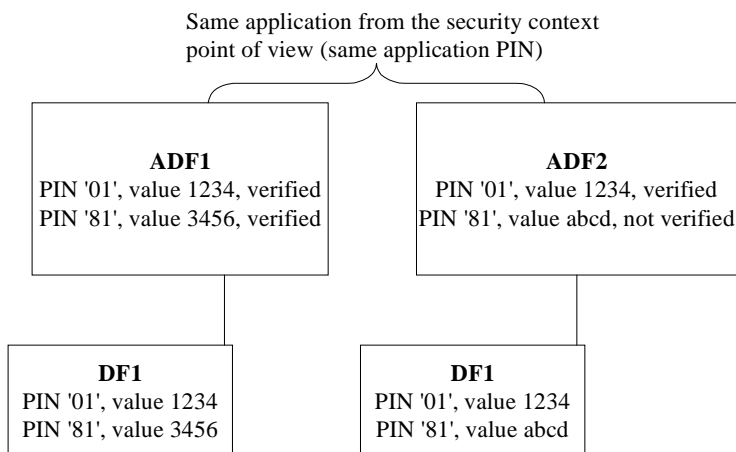 Same application from the security context
point of view (same application PIN)
ADF1
PIN '01', value 1234, verified
PIN '81', value 3456, verified
ADF2
PIN '01', value 1234, verified
PIN '81', value abcd, not verified
DF1
PIN '01', value 1234
PIN '81', value 3456
DF1
PIN '01', value 1234
PIN '81', value abcd